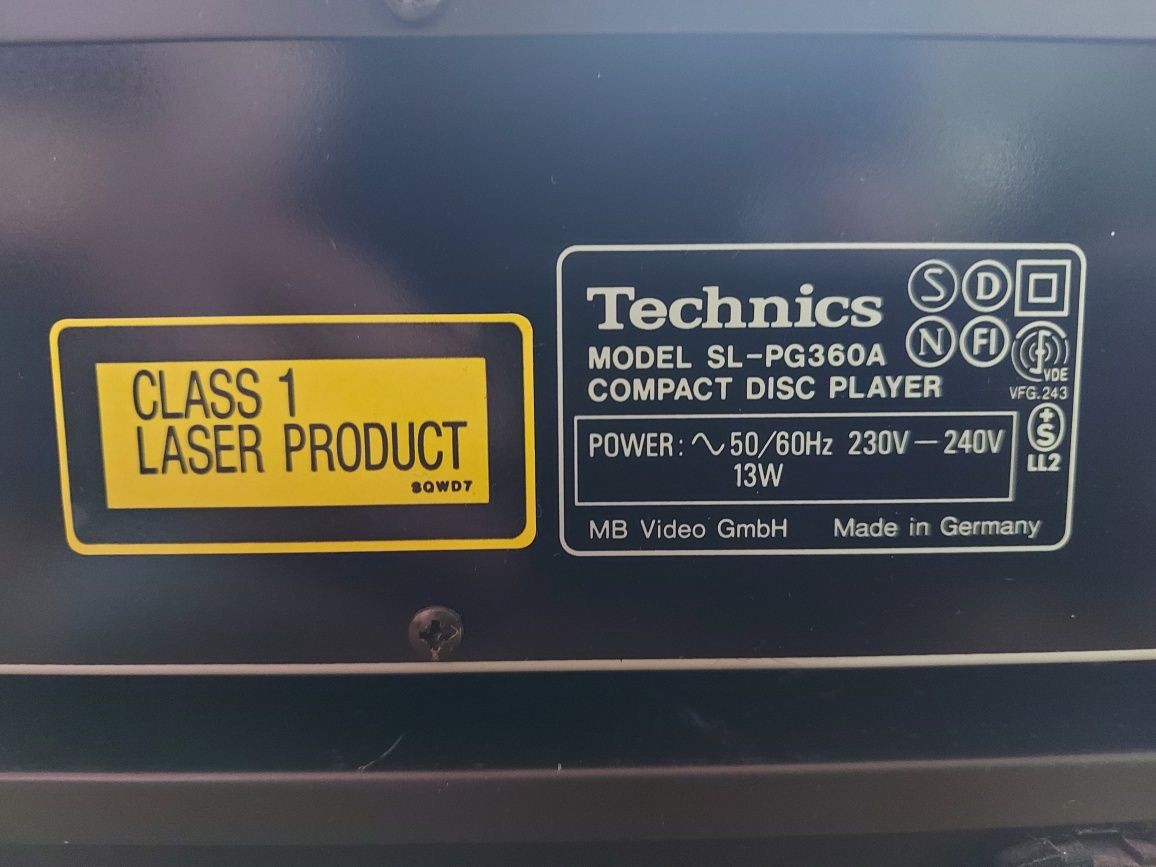 CLASS 1
LASER PRODUCT
SQWD7
Technics
S D
N FI
MODEL SL-PG360A
COMPACT DISC PLAYER
VDE
VFG.243
POWER: ∿ 50/60Hz 230V — 240V
13W
+S
LL2
MB Video GmbH Made in Germany